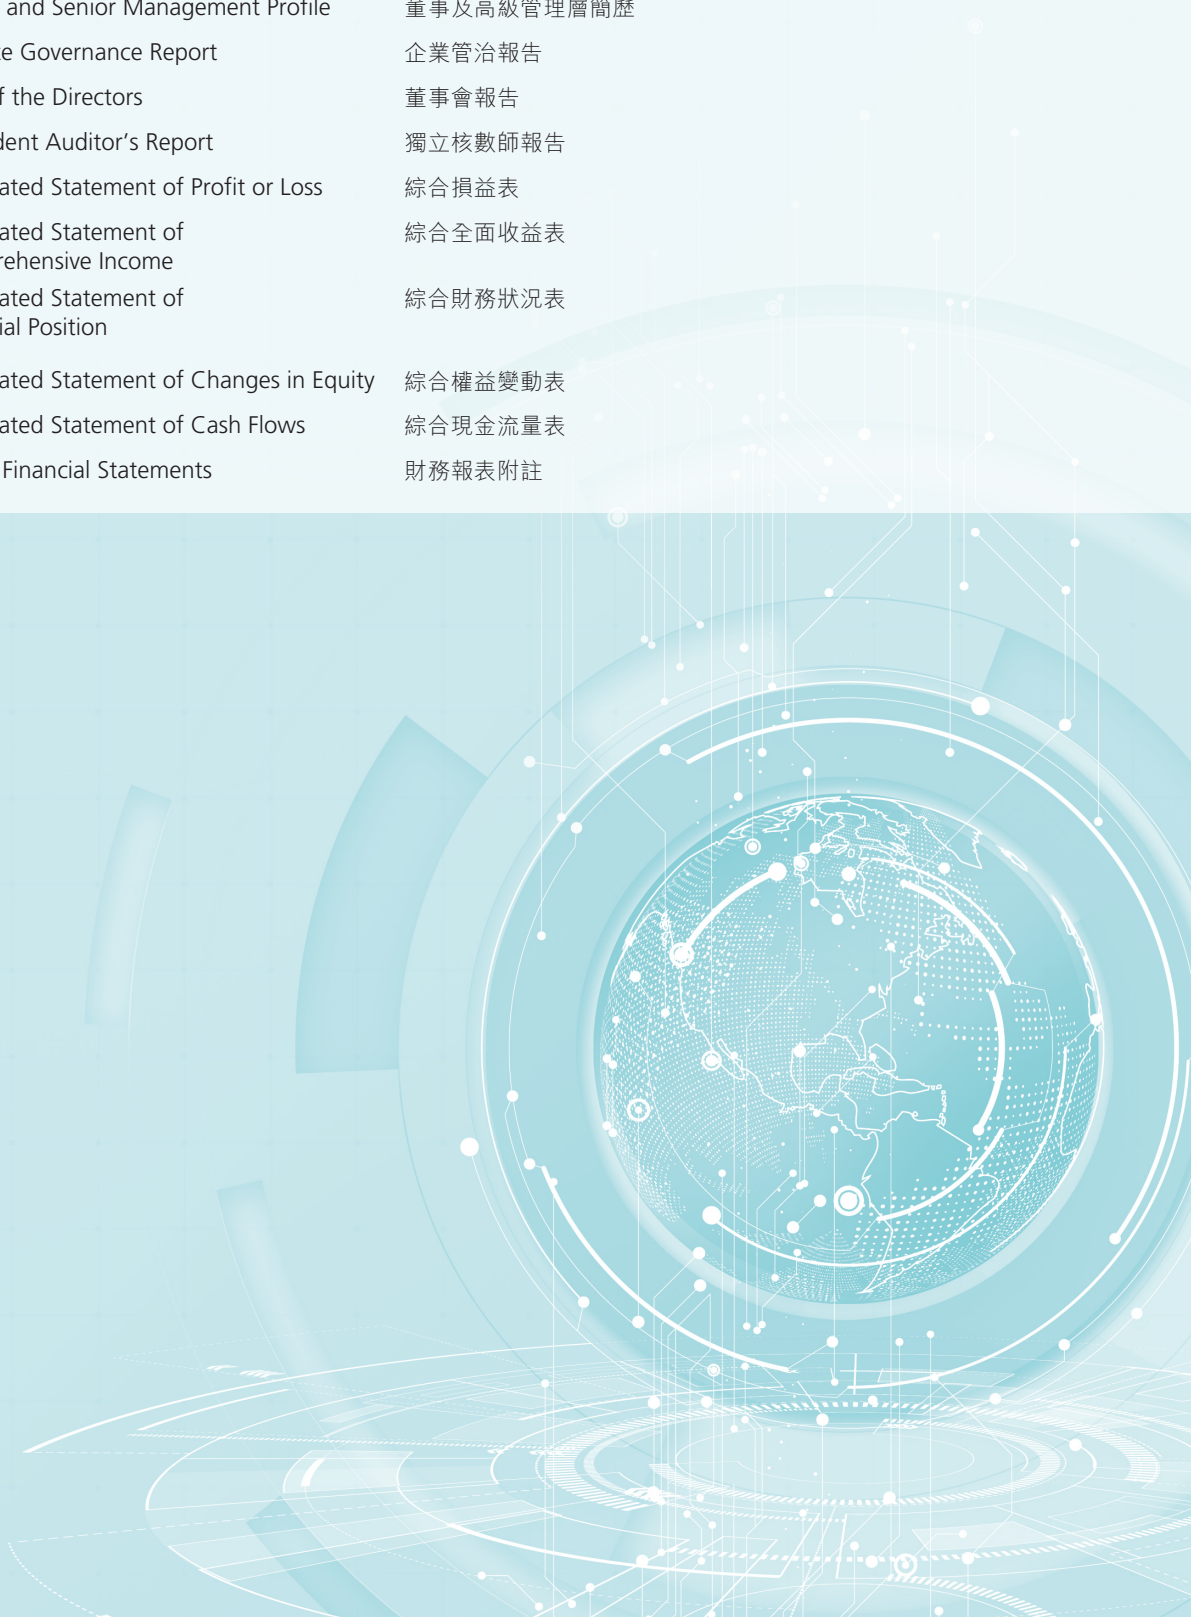 and Senior Management Profile 董事及高級管理層簡歷
te Governance Report 企業管治報告
f the Directors 董事會報告
dent Auditor's Report 獨立核數師報告
ated Statement of Profit or Loss 綜合損益表
ated Statement of 綜合全面收益表
rehensive Income
ated Statement of 綜合財務狀況表
ial Position
ated Statement of Changes in Equity 綜合權益變動表
ated Statement of Cash Flows 綜合現金流量表
Financial Statements 財務報表附註